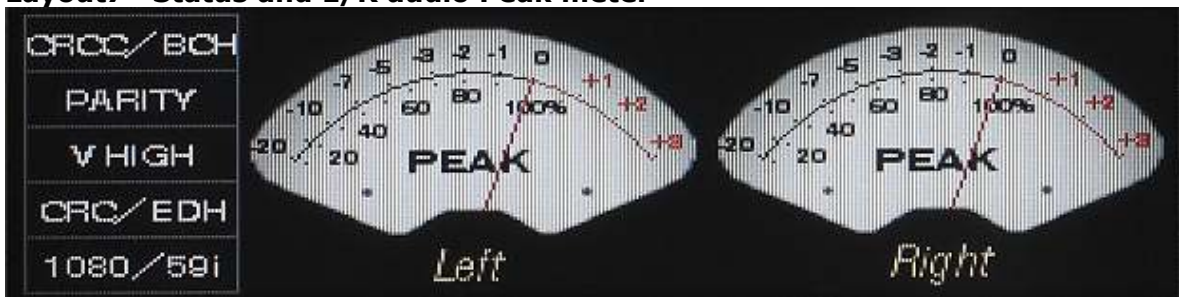 Layout7 Status and L/R audio Peak meter
CRCC/BCH
PARITY
V HIGH
CRC/EDH
1080/59i
-20 -10 -7 -5 -3 -2 -1 0 +1 +2 +3
20 40 60 80 100%
PEAK
Left
-20 -10 -7 -5 -3 -2 -1 0 +1 +2 +3
20 40 60 80 100%
PEAK
Right